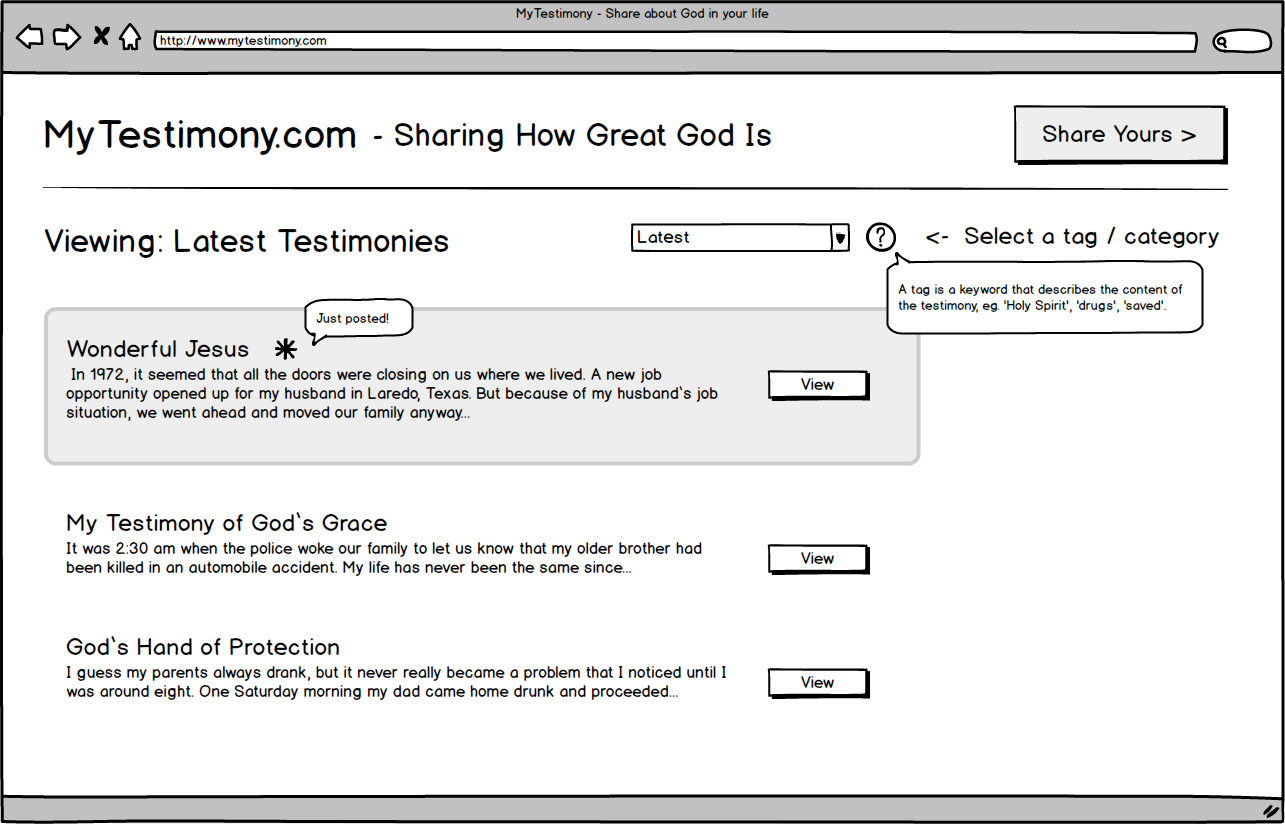 MyTestimony - Share about God in your life
http://www.mytestimony.com
MyTestimony.com - Sharing How Great God Is
Share Yours >
Viewing: Latest Testimonies
Latest
?
<- Select a tag / category
A tag is a keyword that describes the content of
the testimony, eg. 'Holy Spirit', 'drugs', 'saved'.
Just posted!
Wonderful Jesus
In 1972, it seemed that all the doors were closing on us where we lived. A new job
opportunity opened up for my husband in Laredo, Texas. But because of my husband`s job
situation, we went ahead and moved our family anyway...
View
My Testimony of God`s Grace
It was 2:30 am when the police woke our family to let us know that my older brother had
been killed in an automobile accident. My life has never been the same since...
View
God`s Hand of Protection
I guess my parents always drank, but it never really became a problem that I noticed until I
was around eight. One Saturday morning my dad came home drunk and proceeded...
View